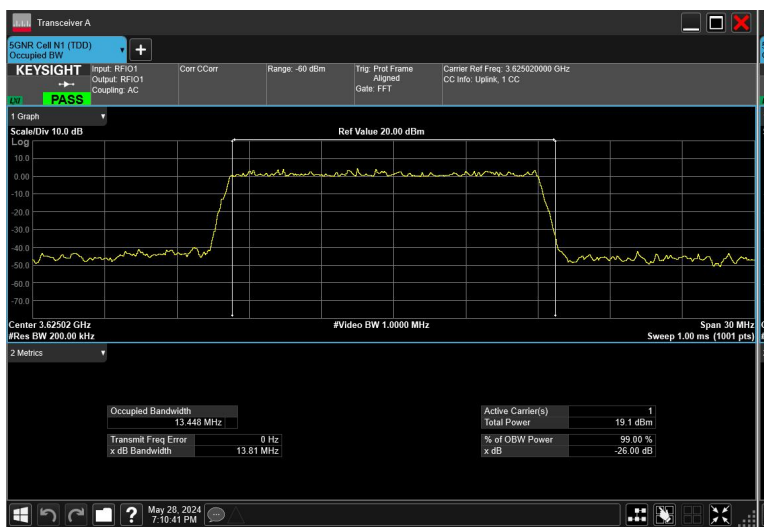 Transceiver A
5GNR Cell N1 (TDD)
Occupied BW
KEYSIGHT
Input: RFIO1
Output: RFIO1
Coupling: AC
Corr CCorr
Range: -60 dBm
Trig: Prot Frame
Aligned
Gate: FFT
Carrier Ref Freq: 3.625020000 GHz
CC Info: Uplink, 1 CC
LXI PASS
1 Graph
Scale/Div 10.0 dB
Ref Value 20.00 dBm
Log
10.0
0.00
-10.0
-20.0
-30.0
-40.0
-50.0
-60.0
-70.0
Center 3.62502 GHz
#Video BW 1.0000 MHz
Span 30 MHz
#Res BW 200.00 kHz
Sweep 1.00 ms (1001 pts)
2 Metrics
Occupied Bandwidth
13.448 MHz
Transmit Freq Error 0 Hz
x dB Bandwidth 13.81 MHz
Active Carrier(s) 1
Total Power 19.1 dBm
% of OBW Power 99.00 %
x dB -26.00 dB
May 28, 2024
7:10:41 PM